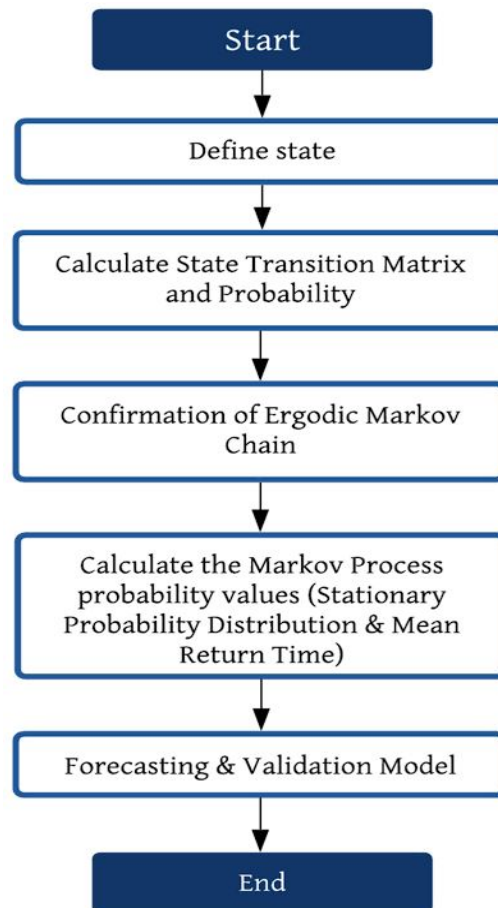 Start
Define state
Calculate State Transition Matrix
and Probability
Confirmation of Ergodic Markov
Chain
Calculate the Markov Process
probability values (Stationary
Probability Distribution & Mean
Return Time)
Forecasting & Validation Model
End